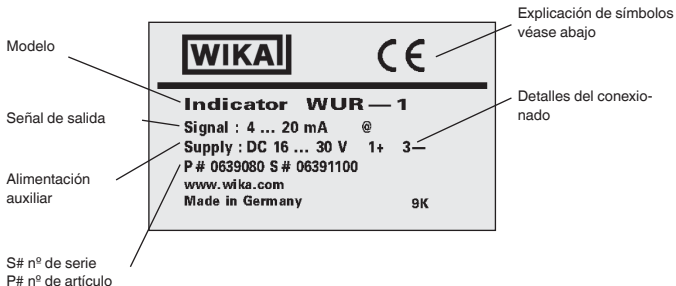 Explicación de símbolos
véase abajo
Modelo
Señal de salida
Alimentación
auxiliar
S# nº de serie
P# nº de artículo
WIKA
CE
Indicator WUR — 1
Signal : 4 ... 20 mA @
Supply : DC 16 ... 30 V 1+ 3—
P # 0639080 S # 06391100
www.wika.com
Made in Germany 9K
Detalles del conexio-
nado